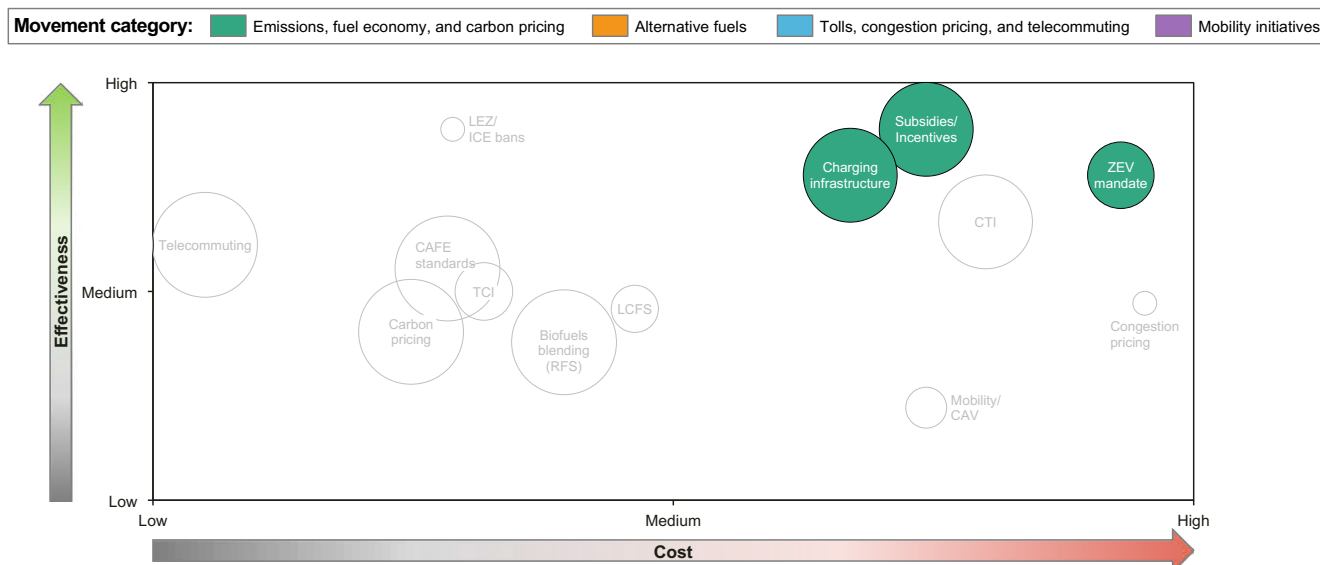 Movement category: Emissions, fuel economy, and carbon pricing Alternative fuels Tolls, congestion pricing, and telecommuting Mobility initiatives
High
LEZ/
ICE bans
Subsidies/
Incentives
Charging
infrastructure
ZEV
mandate
Telecommuting
CAFE
standards
CTI
Effectiveness
Medium
TCI
LCFS
Carbon
pricing
Biofuels
blending
(RFS)
Congestion
pricing
Mobility/
CAV
Low
Low
Medium
High
Cost